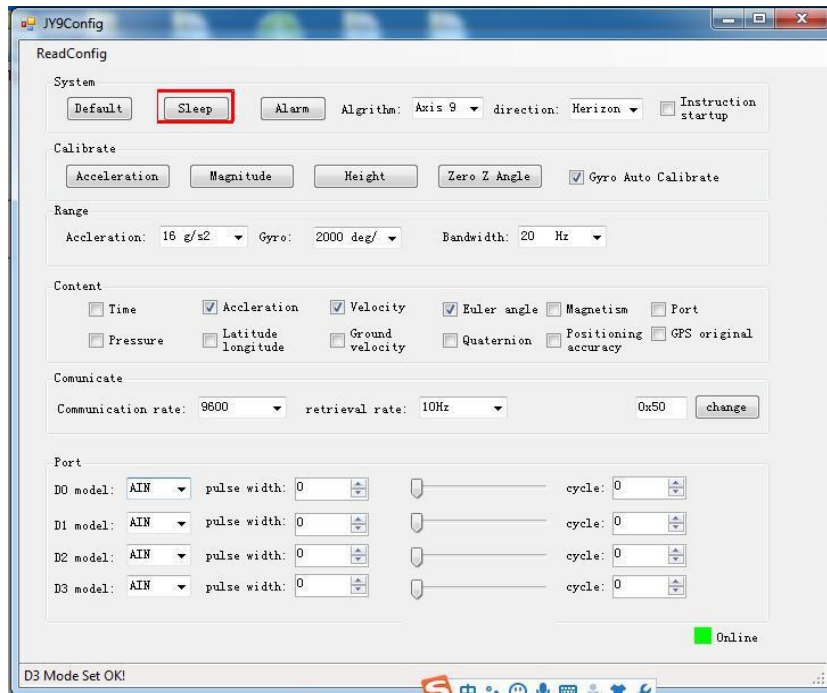 JY9Config
ReadConfig
System
Default Sleep Alarm Algrithm: Axis 9 direction: Herizon Instruction startup
Calibrate
Acceleration Magnitude Height Zero Z Angle Gyro Auto Calibrate
Range
Accleration: 16 g/s2 Gyro: 2000 deg/ Bandwidth: 20 Hz
Content
Time Accleration Velocity Euler angle Magnetism Port
Pressure Latitude longitude Ground velocity Quaternion Positioning accuracy GPS original
Comunicate
Communication rate: 9600 retrieval rate: 10Hz 0x50 change
Port
D0 model: AIN pulse width: 0 cycle: 0
D1 model: AIN pulse width: 0 cycle: 0
D2 model: AIN pulse width: 0 cycle: 0
D3 model: AIN pulse width: 0 cycle: 0
Online
D3 Mode Set OK!
中